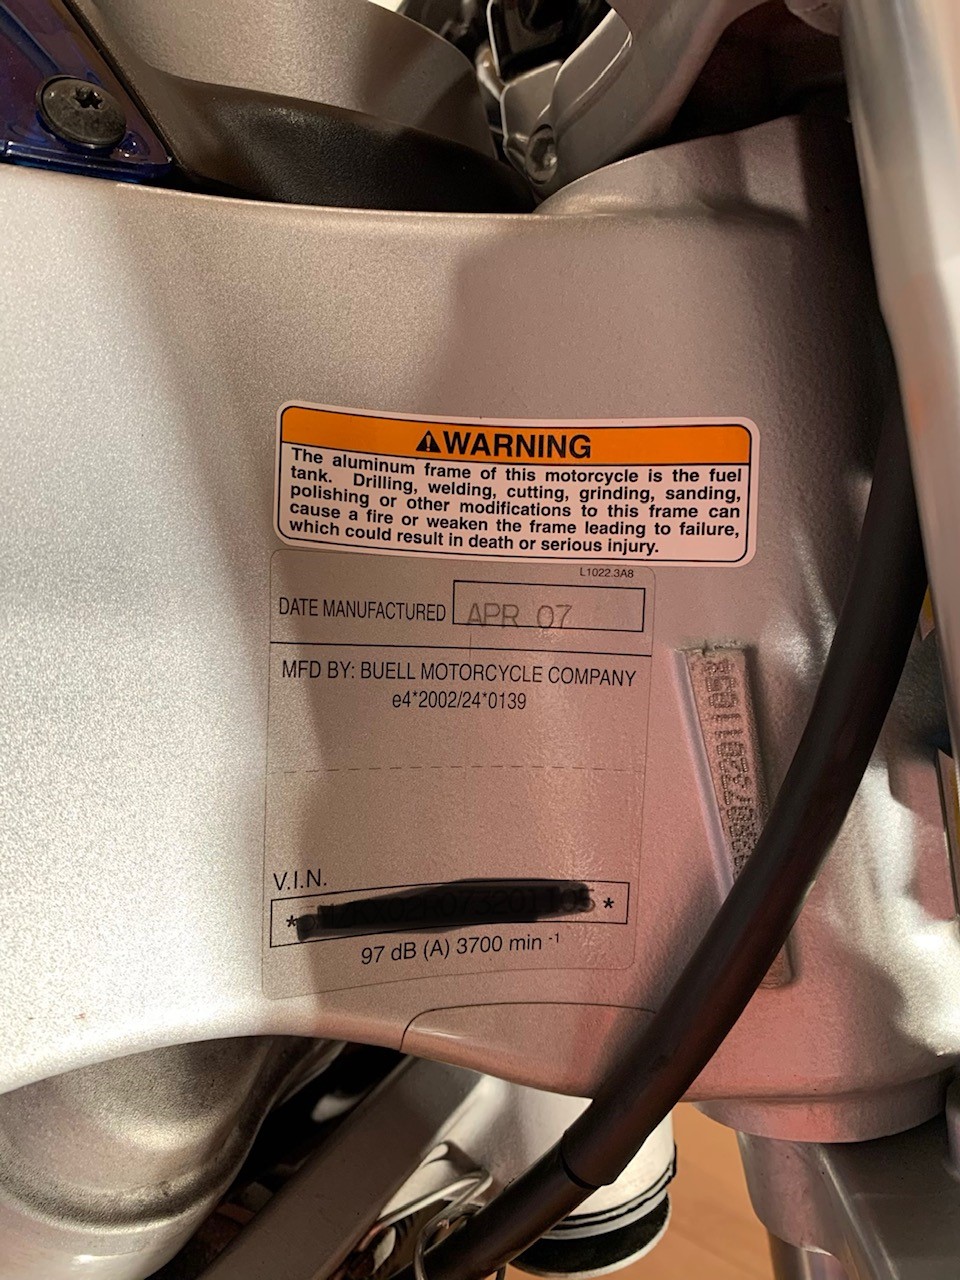 WARNING
The aluminum frame of this motorcycle is the fuel
tank. Drilling, welding, cutting, grinding, sanding,
polishing or other modifications to this frame can
cause a fire or weaken the frame leading to failure,
which could result in death or serious injury.
L1022.3A8
DATE MANUFACTURED APR 07
MFD BY: BUELL MOTORCYCLE COMPANY
e4*2002/24*0139
V.I.N.
* *
97 dB (A) 3700 min -1